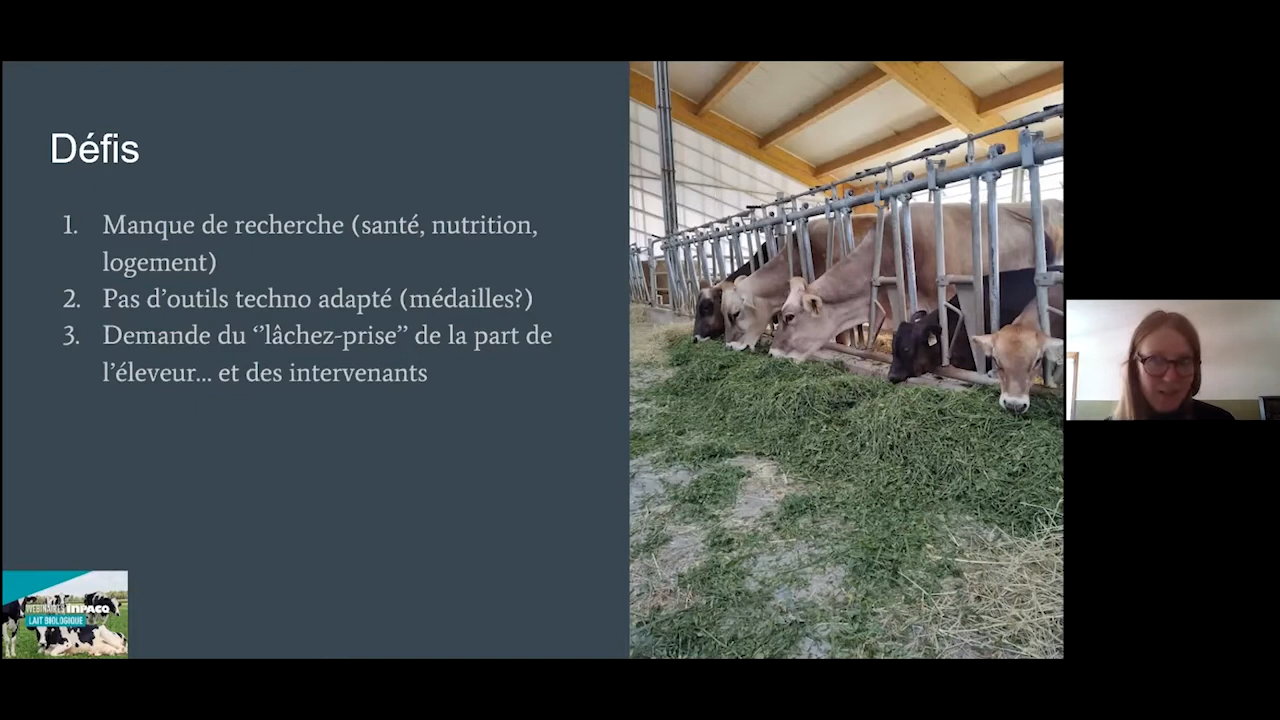 Défis
1. Manque de recherche (santé, nutrition,
logement)
2. Pas d’outils techno adapté (médailles?)
3. Demande du ‘’lâchez-prise’’ de la part de
l’éleveur... et des intervenants
WEBINAIRES INPACQ
LAIT BIOLOGIQUE